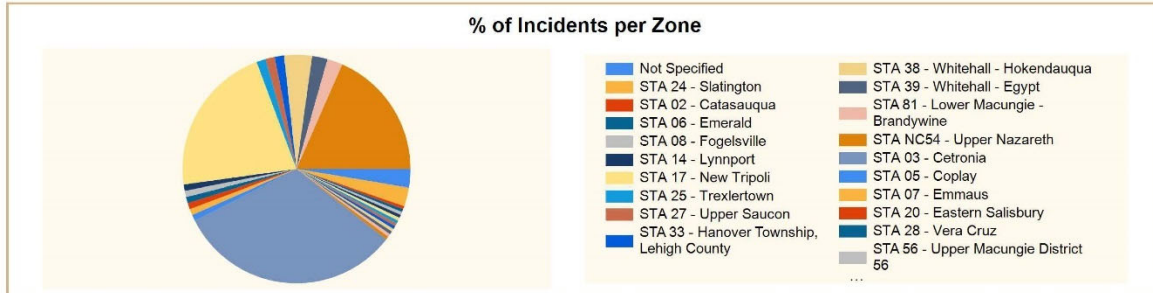 % of Incidents per Zone
Not Specified
STA 24 - Slatington
STA 02 - Catasauqua
STA 06 - Emerald
STA 08 - Fogelsville
STA 14 - Lynnport
STA 17 - New Tripoli
STA 25 - Trexlertown
STA 27 - Upper Saucon
STA 33 - Hanover Township,
Lehigh County
STA 38 - Whitehall - Hokendauqua
STA 39 - Whitehall - Egypt
STA 81 - Lower Macungie -
Brandywine
STA NC54 - Upper Nazareth
STA 03 - Cetronia
STA 05 - Coplay
STA 07 - Emmaus
STA 20 - Eastern Salisbury
STA 28 - Vera Cruz
STA 56 - Upper Macungie District
56
...